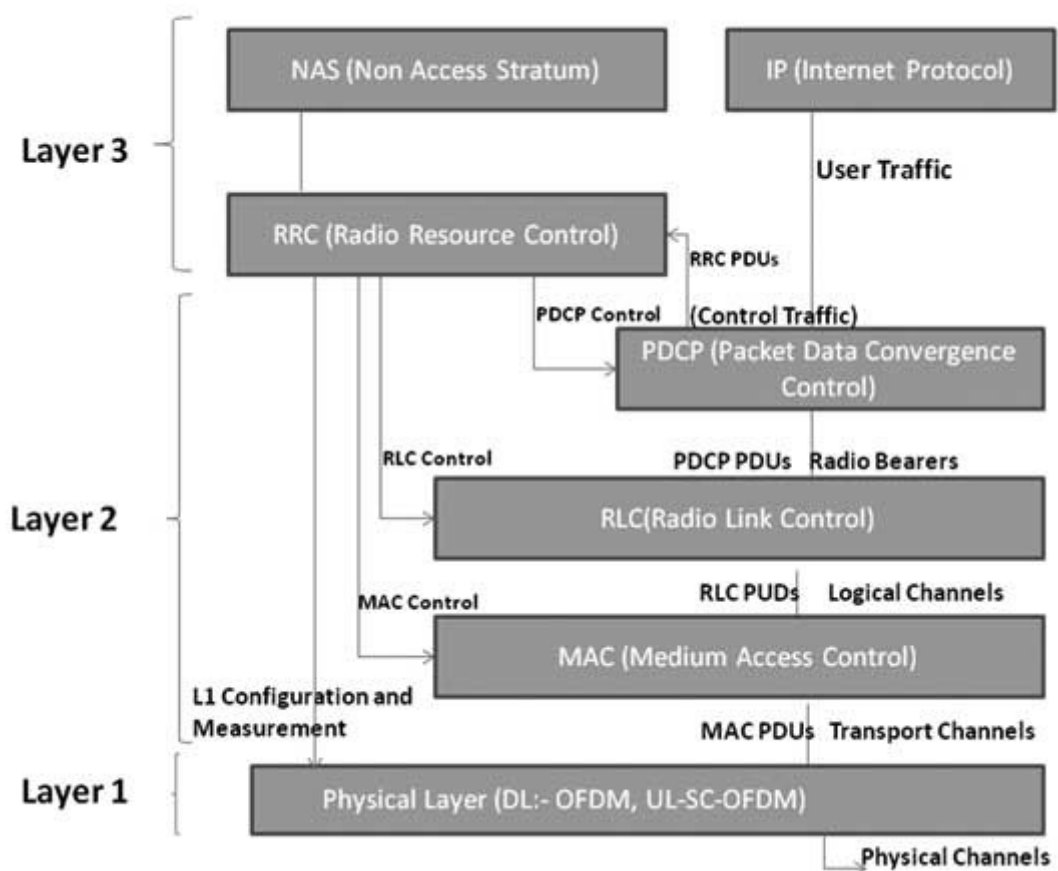 NAS (Non Access Stratum)
IP (Internet Protocol)
Layer 3
User Traffic
RRC (Radio Resource Control)
RRC PDUs
PDCP Control
(Control Traffic)
PDCP (Packet Data Convergence
Control)
RLC Control
PDCP PDUs Radio Bearers
Layer 2
RLC(Radio Link Control)
RLC PUDs Logical Channels
MAC Control
MAC (Medium Access Control)
L1 Configuration and
Measurement
MAC PDUs Transport Channels
Layer 1
Physical Layer (DL:- OFDM, UL-SC-OFDM)
Physical Channels